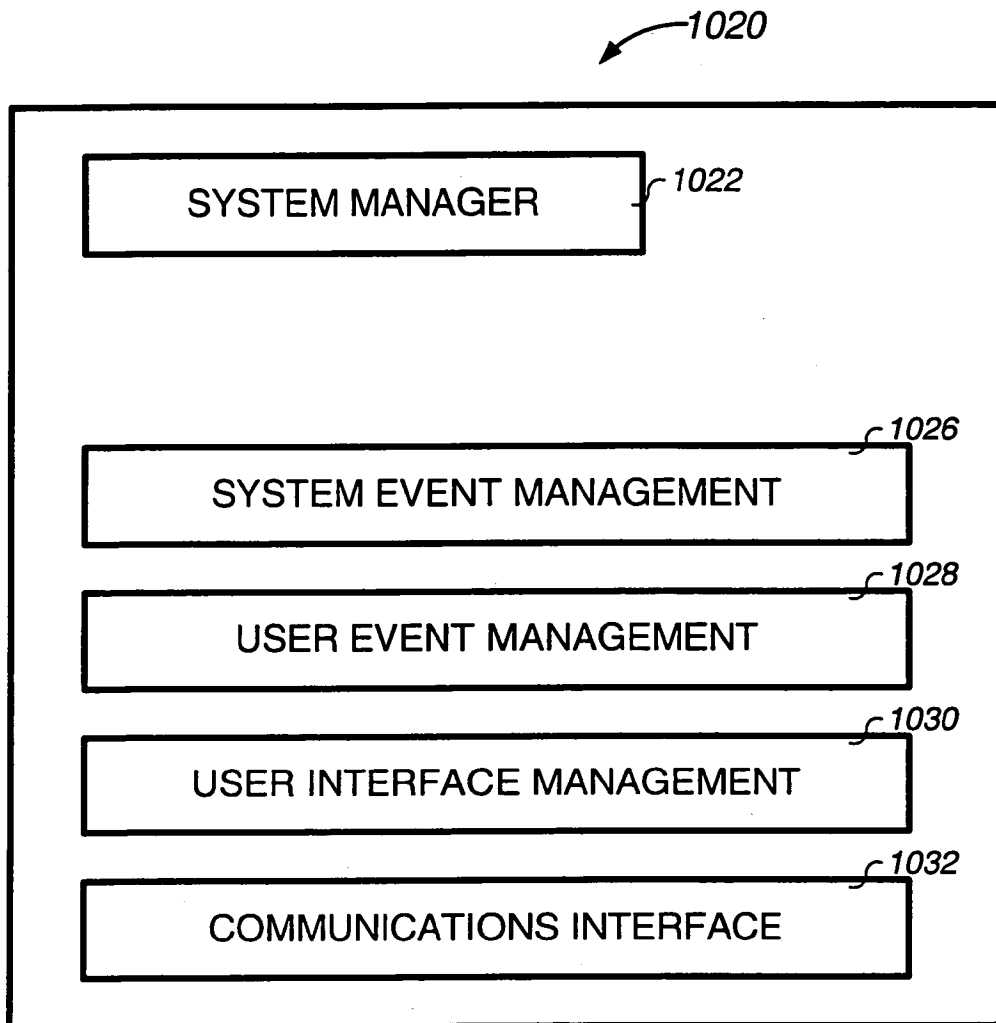 1020
SYSTEM MANAGER
1022
1026
SYSTEM EVENT MANAGEMENT
1028
USER EVENT MANAGEMENT
1030
USER INTERFACE MANAGEMENT
1032
COMMUNICATIONS INTERFACE